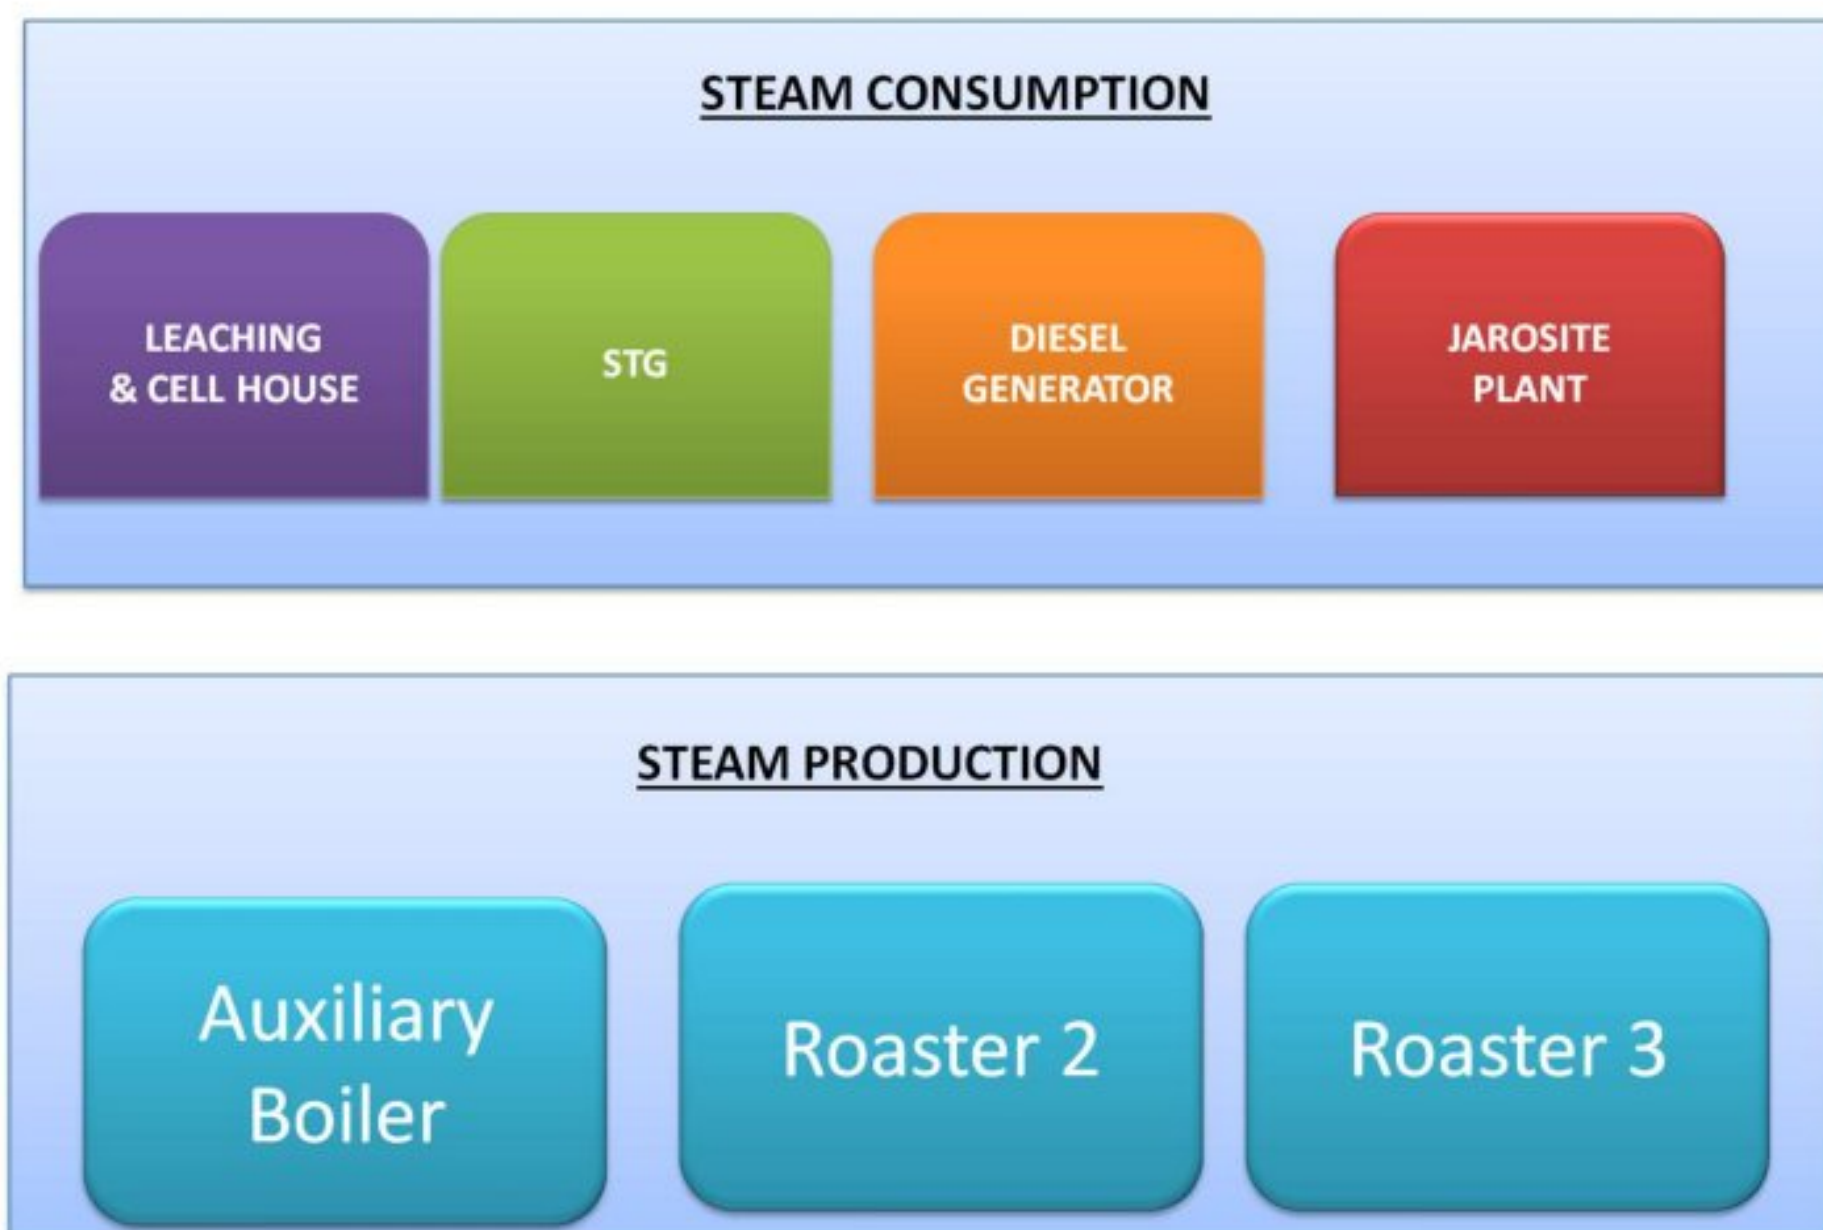 STEAM CONSUMPTION
LEACHING
& CELL HOUSE
STG
DIESEL
GENERATOR
JAROSITE
PLANT
STEAM PRODUCTION
Auxiliary
Boiler
Roaster 2
Roaster 3